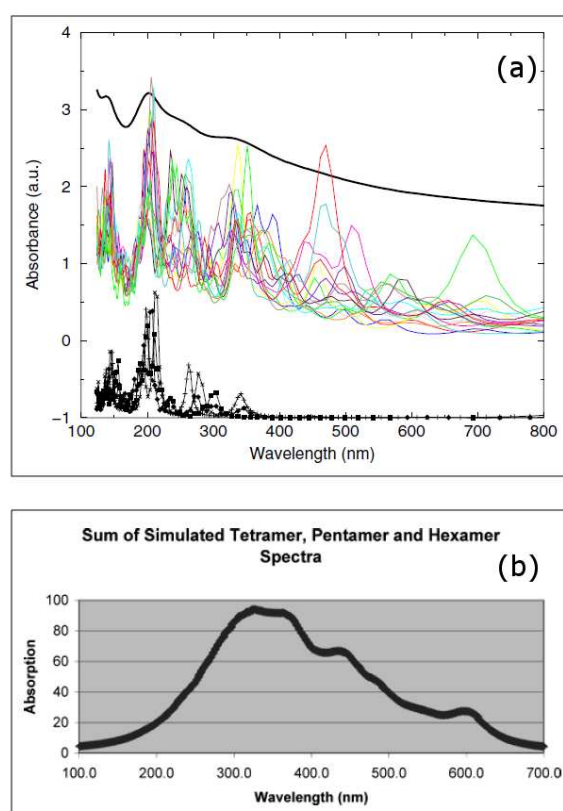 (a)
4
3
2
1
0
−1
Absorbance (a.u.)
100 200 300 400 500 600 700 800
Wavelength (nm)
Sum of Simulated Tetramer, Pentamer and Hexamer
Spectra
(b)
100
80
60
40
20
0
Absorption
100.0 200.0 300.0 400.0 500.0 600.0 700.0
Wavelength (nm)